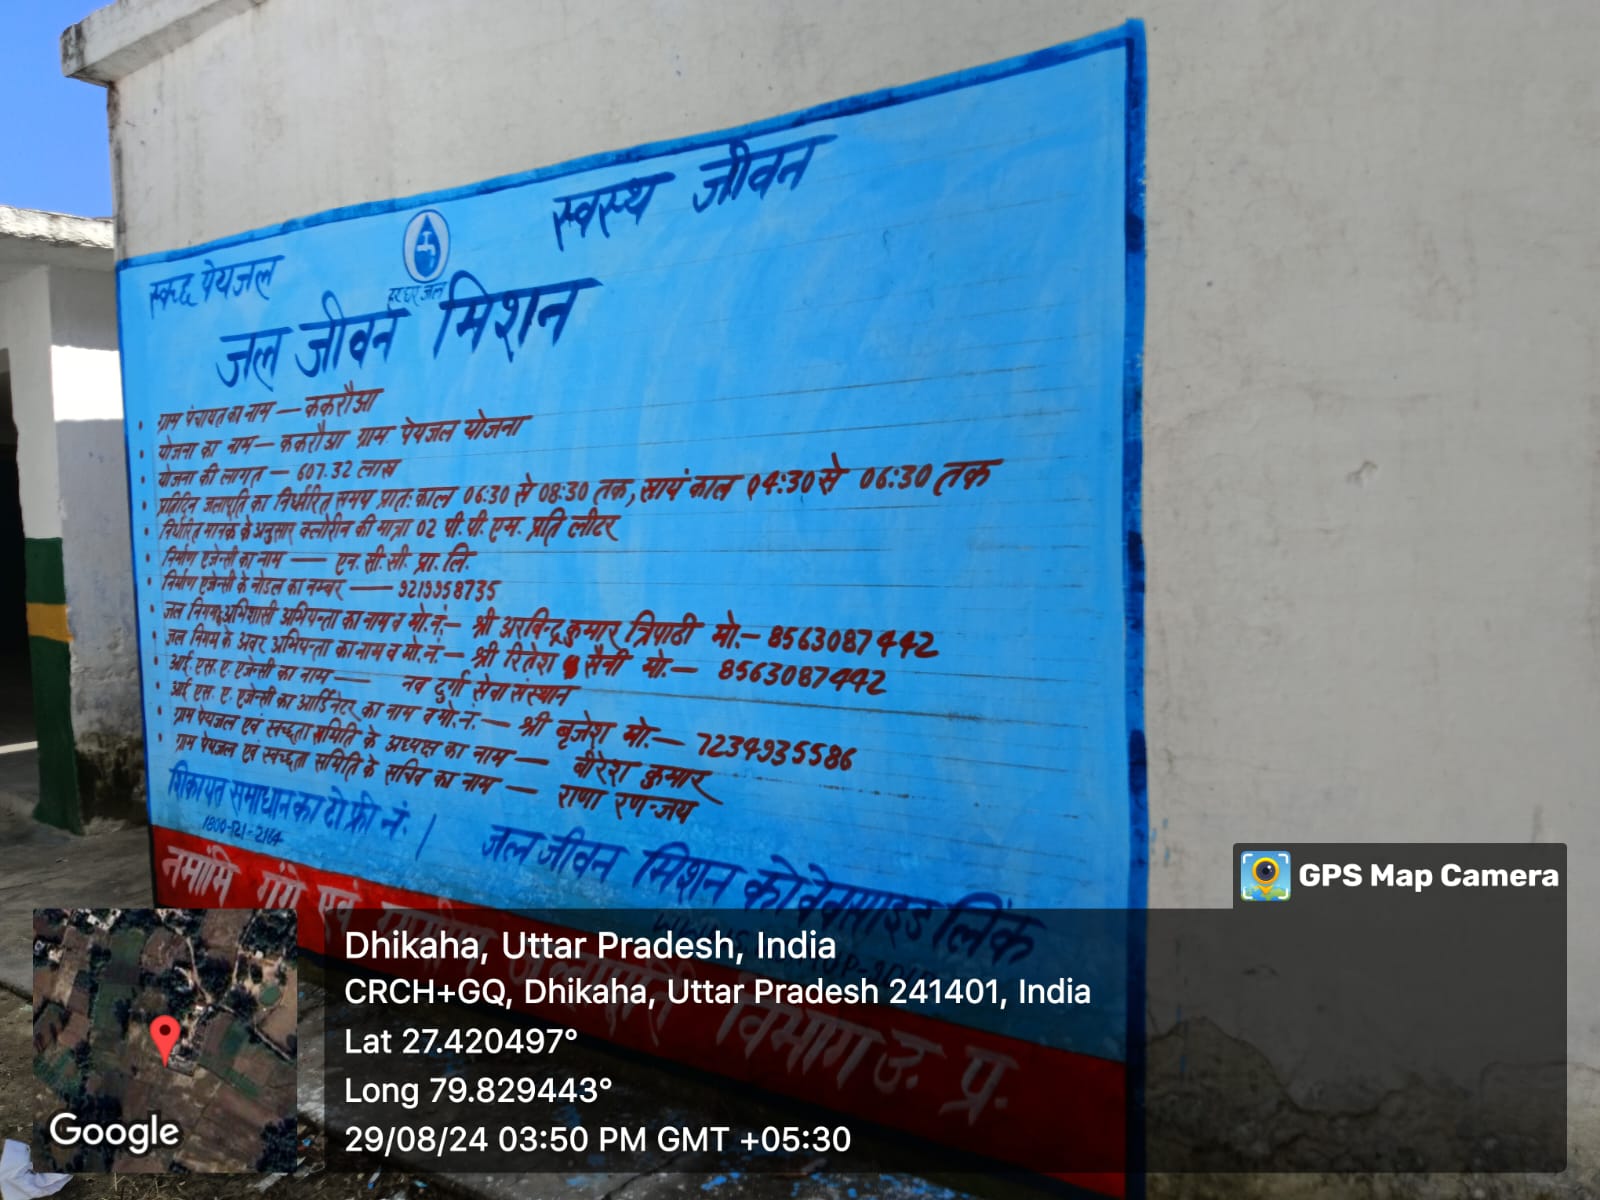 स्वस्थ जीवन
स्वच्छ पेयजल
हर घर जल
जल जीवन मिशन
ग्राम पंचायत का नाम — ककरौआ
योजना का नाम — ककरौआ ग्राम पेयजल योजना
योजना की लागत — 607.32 लाख
प्रतिदिन जलापूर्ति का निर्धारित समय प्रातः काल 06:30 से 08:30 तक, सायं काल 04:30 से 06:30 तक
निर्धारित मानक के अनुसार क्लोरीन की मात्रा 02 पी.पी.एम. प्रति लीटर
निर्माण एजेन्सी का नाम — एन.सी.सी. प्रा. लि.
निर्माण एजेन्सी के नोडल का नम्बर — 9219958735
जल निगम अधिशासी अभियन्ता का नाम व मो.नं.— श्री अरविन्द्र कुमार त्रिपाठी मो.— 8563087442
जल निगम के अवर अभियन्ता का नाम व मो.नं.— श्री रितेश सैनी मो.— 8563087442
आई.एस.ए. एजेन्सी का नाम — नव दुर्गा सेवा संस्थान
आई.एस.ए. एजेन्सी का आर्डिनेटर का नाम व मो.नं.— श्री बृजेश मो.— 7234935586
ग्राम पेयजल एवं स्वच्छता समिति के अध्यक्ष का नाम — बीरेश कुमार
ग्राम पेयजल एवं स्वच्छता समिति के सचिव का नाम — राणा रणन्जय
शिकायत समाधान का टो फ्री नं. |
1800-121-2164
जल जीवन मिशन को वेबसाइड लिंक
नमामि गंगे एवं ग्रामीण जलापूर्ति विभाग उ. प्र.
GPS Map Camera
Dhikaha, Uttar Pradesh, India
CRCH+GQ, Dhikaha, Uttar Pradesh 241401, India
Lat 27.420497°
Long 79.829443°
29/08/24 03:50 PM GMT +05:30
Google